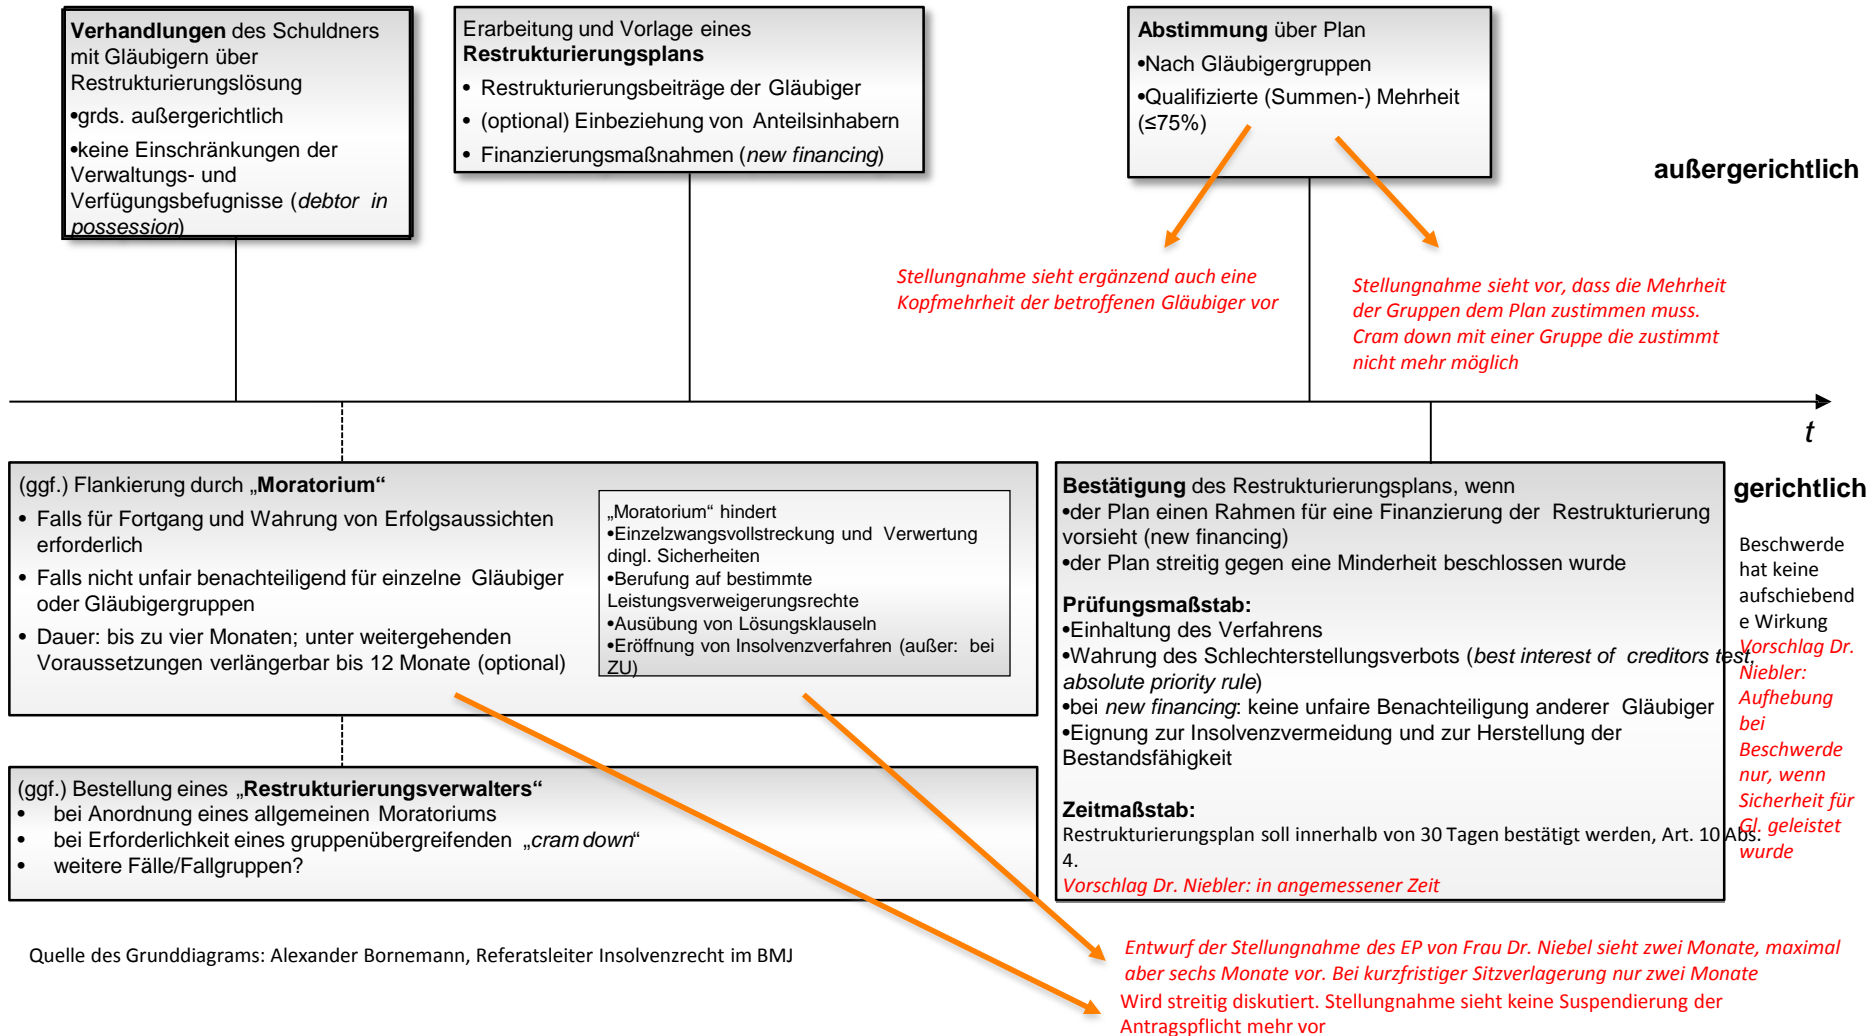 Verhandlungen des Schuldners
mit Gläubigern über
Restrukturierungslösung
•grds. außergerichtlich
•keine Einschränkungen der
Verwaltungs- und
Verfügungsbefugnisse (debtor in
possession)
Erarbeitung und Vorlage eines
Restrukturierungsplans
• Restrukturierungsbeiträge der Gläubiger
• (optional) Einbeziehung von Anteilsinhabern
• Finanzierungsmaßnahmen (new financing)
Abstimmung über Plan
•Nach Gläubigergruppen
•Qualifizierte (Summen-) Mehrheit
(≤75%)
außergerichtlich
Stellungnahme sieht ergänzend auch eine
Kopfmehrheit der betroffenen Gläubiger vor
Stellungnahme sieht vor, dass die Mehrheit
der Gruppen dem Plan zustimmen muss.
Cram down mit einer Gruppe die zustimmt
nicht mehr möglich
t
(ggf.) Flankierung durch „Moratorium“
• Falls für Fortgang und Wahrung von Erfolgsaussichten
erforderlich
• Falls nicht unfair benachteiligend für einzelne Gläubiger
oder Gläubigergruppen
• Dauer: bis zu vier Monaten; unter weitergehenden
Voraussetzungen verlängerbar bis 12 Monate (optional)
„Moratorium“ hindert
•Einzelzwangsvollstreckung und Verwertung
dingl. Sicherheiten
•Berufung auf bestimmte
Leistungsverweigerungsrechte
•Ausübung von Lösungsklauseln
•Eröffnung von Insolvenzverfahren (außer: bei
ZU)
(ggf.) Bestellung eines „Restrukturierungsverwalters“
• bei Anordnung eines allgemeinen Moratoriums
• bei Erforderlichkeit eines gruppenübergreifenden „cram down“
• weitere Fälle/Fallgruppen?
Bestätigung des Restrukturierungsplans, wenn
•der Plan einen Rahmen für eine Finanzierung der Restrukturierung
vorsieht (new financing)
•der Plan streitig gegen eine Minderheit beschlossen wurde
Prüfungsmaßstab:
•Einhaltung des Verfahrens
•Wahrung des Schlechterstellungsverbots (best interest of creditors test,
absolute priority rule)
•bei new financing: keine unfaire Benachteiligung anderer Gläubiger
•Eignung zur Insolvenzvermeidung und zur Herstellung der
Bestandsfähigkeit
Zeitmaßstab:
Restrukturierungsplan soll innerhalb von 30 Tagen bestätigt werden, Art. 10 Abs.
4.
Vorschlag Dr. Niebler: in angemessener Zeit
gerichtlich
Beschwerde
hat keine
aufschiebend
e Wirkung
Vorschlag Dr.
Niebler:
Aufhebung
bei
Beschwerde
nur, wenn
Sicherheit für
Gl. geleistet
wurde
Quelle des Grunddiagrams: Alexander Bornemann, Referatsleiter Insolvenzrecht im BMJ
Entwurf der Stellungnahme des EP von Frau Dr. Niebel sieht zwei Monate, maximal
aber sechs Monate vor. Bei kurzfristiger Sitzverlagerung nur zwei Monate
Wird streitig diskutiert. Stellungnahme sieht keine Suspendierung der
Antragspflicht mehr vor